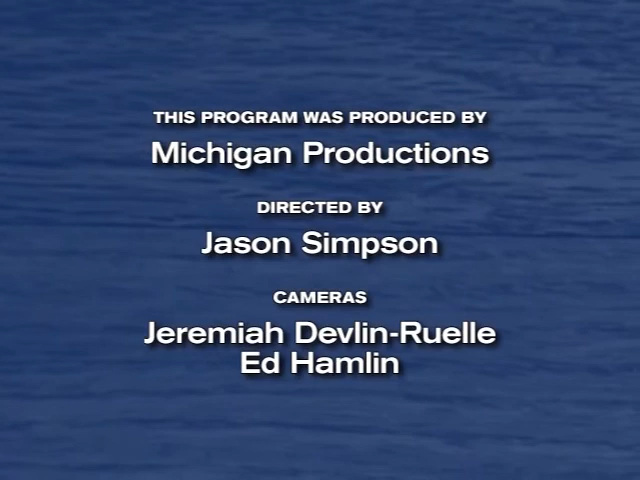 THIS PROGRAM WAS PRODUCED BY
Michigan Productions
DIRECTED BY
Jason Simpson
CAMERAS
Jeremiah Devlin-Ruelle
Ed Hamlin